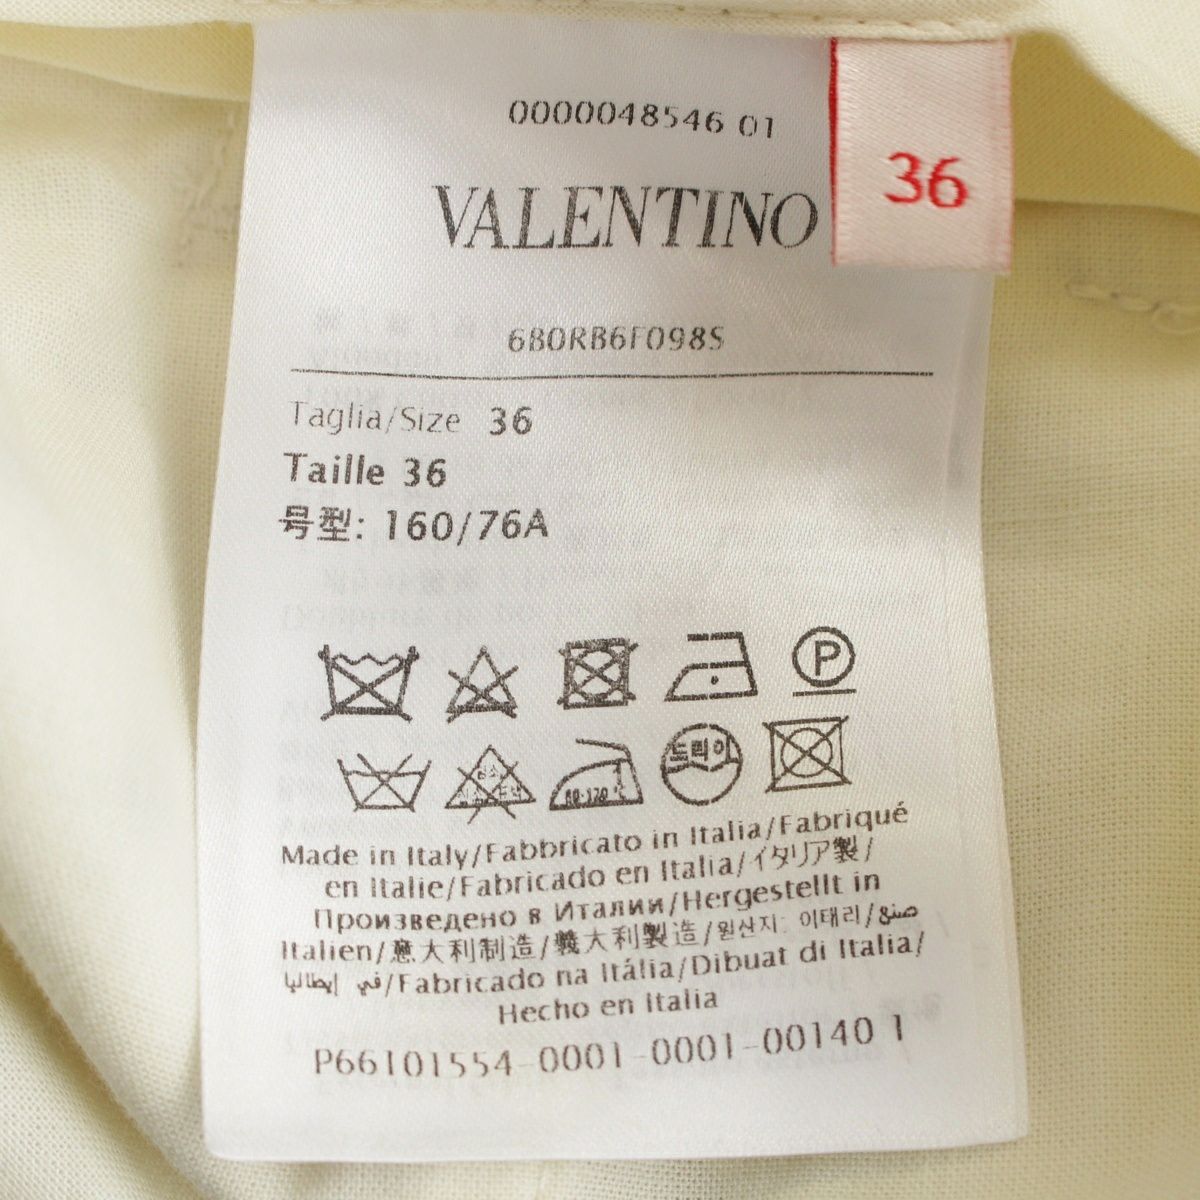 0000048546 01
36
VALENTINO
6B0RB6F098S
Taglia/Size 36
Taille 36
号型: 160/76A
P
드라이
80-120 ℃
Made in Italy/Fabbricato in Italia/Fabriqué
en Italie/Fabricado en Italia/イタリア製/
Произведено в Италии/Hergestellt in
Italien/意大利制造/義大利製造/원산지: 이태리/صنع
في إيطاليا/Fabricado na Itália/Dibuat di Italia/
Hecho en Italia
P66101554-0001-0001-00140 1